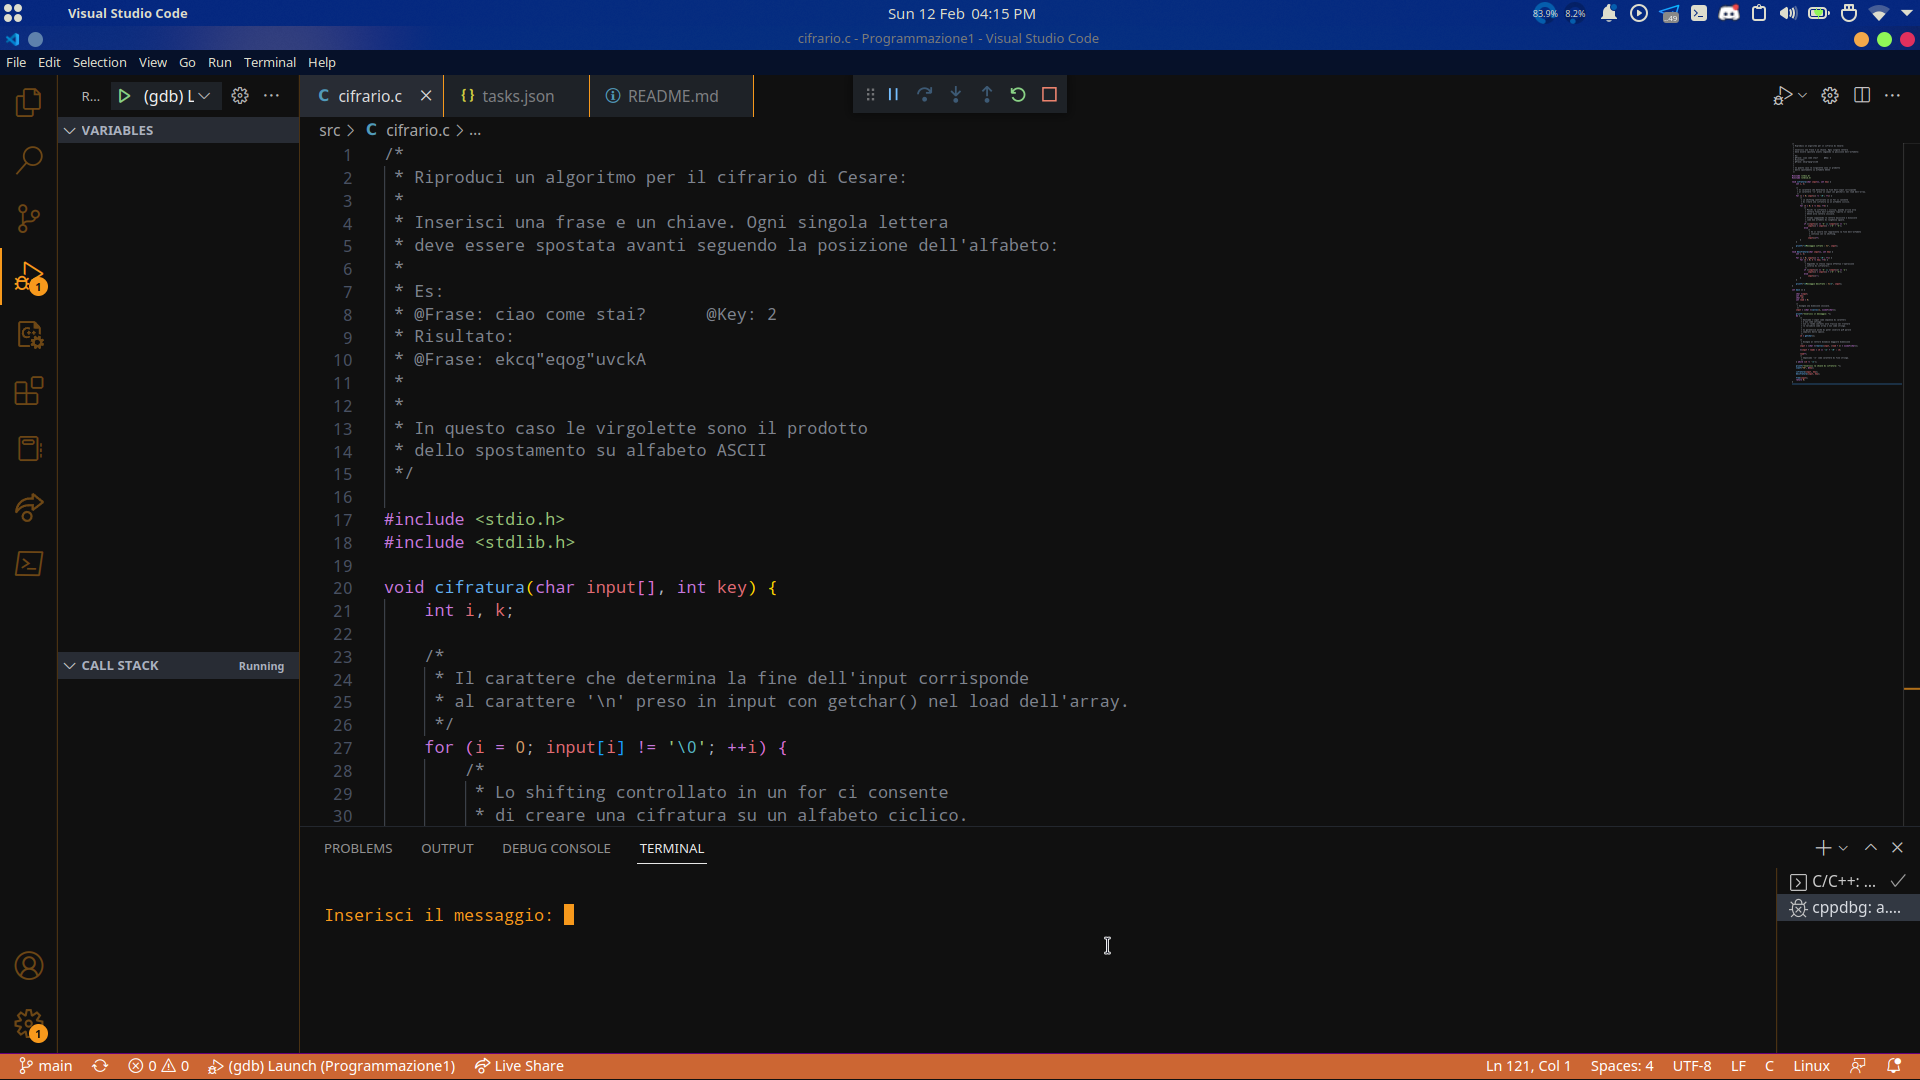 Visual Studio Code
Sun 12 Feb 04:15 PM
83.9% 8.2%
cifrario.c - Programmazione1 - Visual Studio Code
File Edit Selection View Go Run Terminal Help
R... (gdb) L
cifrario.c
{} tasks.json
README.md
VARIABLES
src > C cifrario.c > ...
1 /*
2 * Riproduci un algoritmo per il cifrario di Cesare:
3 *
4 * Inserisci una frase e un chiave. Ogni singola lettera
5 * deve essere spostata avanti seguendo la posizione dell'alfabeto:
6 *
7 * Es:
8 * @Frase: ciao come stai? @Key: 2
9 * Risultato:
10 * @Frase: ekcq"eqog"uvckA
11 *
12 *
13 * In questo caso le virgolette sono il prodotto
14 * dello spostamento su alfabeto ASCII
15 */
16
17 #include <stdio.h>
18 #include <stdlib.h>
19
20 void cifratura(char input[], int key) {
21 int i, k;
22
23 /*
24 * Il carattere che determina la fine dell'input corrisponde
25 * al carattere '\n' preso in input con getchar() nel load dell'array.
26 */
27 for (i = 0; input[i] != '\0'; ++i) {
28 /*
29 * Lo shifting controllato in un for ci consente
30 * di creare una cifratura su un alfabeto ciclico.
CALL STACK Running
PROBLEMS OUTPUT DEBUG CONSOLE TERMINAL
Inserisci il messaggio:
C/C++: ...
cppdbg: a....
1
1
main 0 0 (gdb) Launch (Programmazione1) Live Share
Ln 121, Col 1 Spaces: 4 UTF-8 LF C Linux